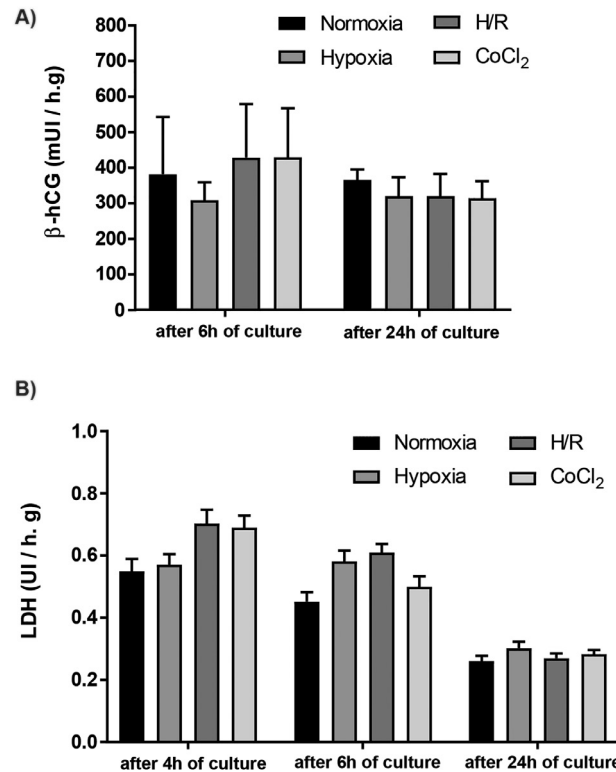 A)
Normoxia
H/R
Hypoxia
CoCl₂
β-hCG (mUI / h.g)
800
700
600
500
400
300
200
100
0
after 6h of culture
after 24h of culture
B)
Normoxia
H/R
Hypoxia
CoCl₂
LDH (UI / h. g)
1.0
0.8
0.6
0.4
0.2
0.0
after 4h of culture
after 6h of culture
after 24h of culture